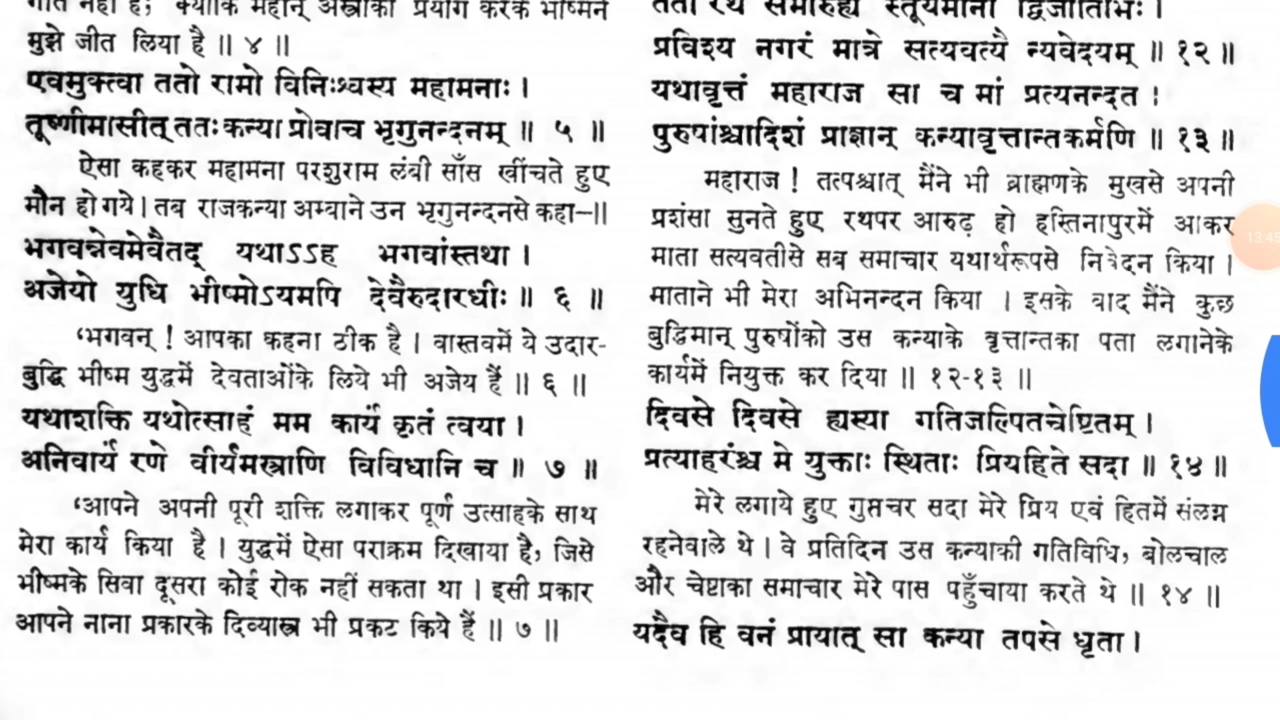 गति नहीं है; क्योंकि महान् अस्त्रोंका प्रयोग करके भीष्मने
मुझे जीत लिया है ॥ ४ ॥
एवमुक्त्वा ततो रामो विनिःश्वस्य महामनाः ।
तूष्णीमासीत् ततः कन्या प्रोवाच भृगुनन्दनम् ॥ ५ ॥
ऐसा कहकर महामना परशुराम लंबी साँस खींचते हुए
मौन हो गये । तब राजकन्या अम्बाने उन भृगुनन्दनसे कहा—॥
भगवन्नेवमेवैतद् यथाऽऽह भगवांस्तथा ।
अजेयो युधि भीष्मोऽयमपि देवैरुदारधीः ॥ ६ ॥
‘भगवन् ! आपका कहना ठीक है । वास्तवमें ये उदार-
बुद्धि भीष्म युद्धमें देवताओंके लिये भी अजेय हैं ॥ ६ ॥
यथाशक्ति यथोत्साहं मम कार्यं कृतं त्वया ।
अनिवार्यं रणे वीर्यमस्त्राणि विविधानि च ॥ ७ ॥
‘आपने अपनी पूरी शक्ति लगाकर पूर्ण उत्साहके साथ
मेरा कार्य किया है । युद्धमें ऐसा पराक्रम दिखाया है, जिसे
भीष्मके सिवा दूसरा कोई रोक नहीं सकता था । इसी प्रकार
आपने नाना प्रकारके दिव्यास्त्र भी प्रकट किये हैं ॥ ७ ॥
ततो रथं समारुह्य स्तूयमानो द्विजातिभिः ।
प्रविश्य नगरं मात्रे सत्यवत्यै न्यवेदयम् ॥ १२ ॥
यथावृत्तं महाराज सा च मां प्रत्यनन्दत ।
पुरुषांश्चादिशं प्राज्ञान् कन्यावृत्तान्तकर्मणि ॥ १३ ॥
महाराज ! तत्पश्चात् मैंने भी ब्राह्मणके मुखसे अपनी
प्रशंसा सुनते हुए रथपर आरूढ़ हो हस्तिनापुरमें आकर
माता सत्यवतीसे सब समाचार यथार्थरूपसे निवेदन किया ।
माताने भी मेरा अभिनन्दन किया । इसके बाद मैंने कुछ
बुद्धिमान् पुरुषोंको उस कन्याके वृत्तान्तका पता लगानेके
कार्यमें नियुक्त कर दिया ॥ १२-१३ ॥
दिवसे दिवसे ह्यस्या गतिजल्पितचेष्टितम् ।
प्रत्याहरंश्च मे युक्ताः स्थिताः प्रियहिते सदा ॥ १४ ॥
मेरे लगाये हुए गुप्तचर सदा मेरे प्रिय एवं हितमें संलग्न
रहनेवाले थे । वे प्रतिदिन उस कन्याकी गतिविधि, बोलचाल
और चेष्टाका समाचार मेरे पास पहुँचाया करते थे ॥ १४ ॥
यदैव हि वनं प्रायात् सा कन्या तपसे धृता ।
13:45